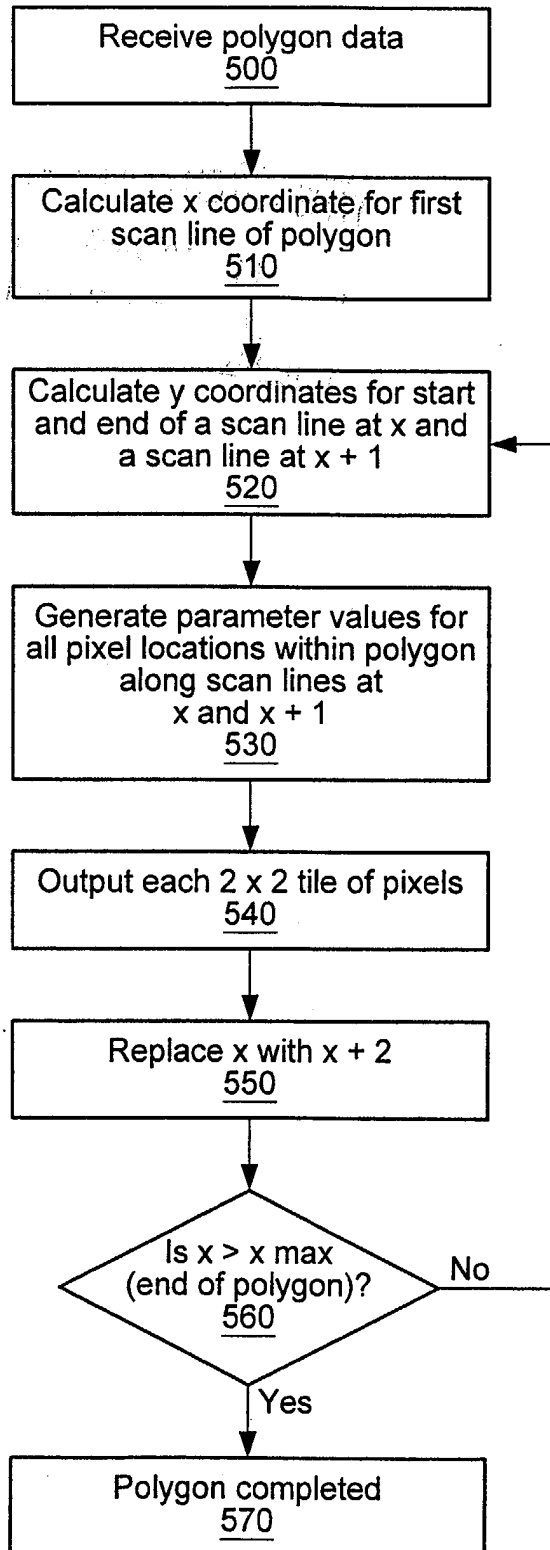 Receive polygon data
500
Calculate x coordinate for first
scan line of polygon
510
Calculate y coordinates for start
and end of a scan line at x and
a scan line at x + 1
520
Generate parameter values for
all pixel locations within polygon
along scan lines at
x and x + 1
530
Output each 2 x 2 tile of pixels
540
Replace x with x + 2
550
Is x > x max
(end of polygon)?
560
No
Yes
Polygon completed
570